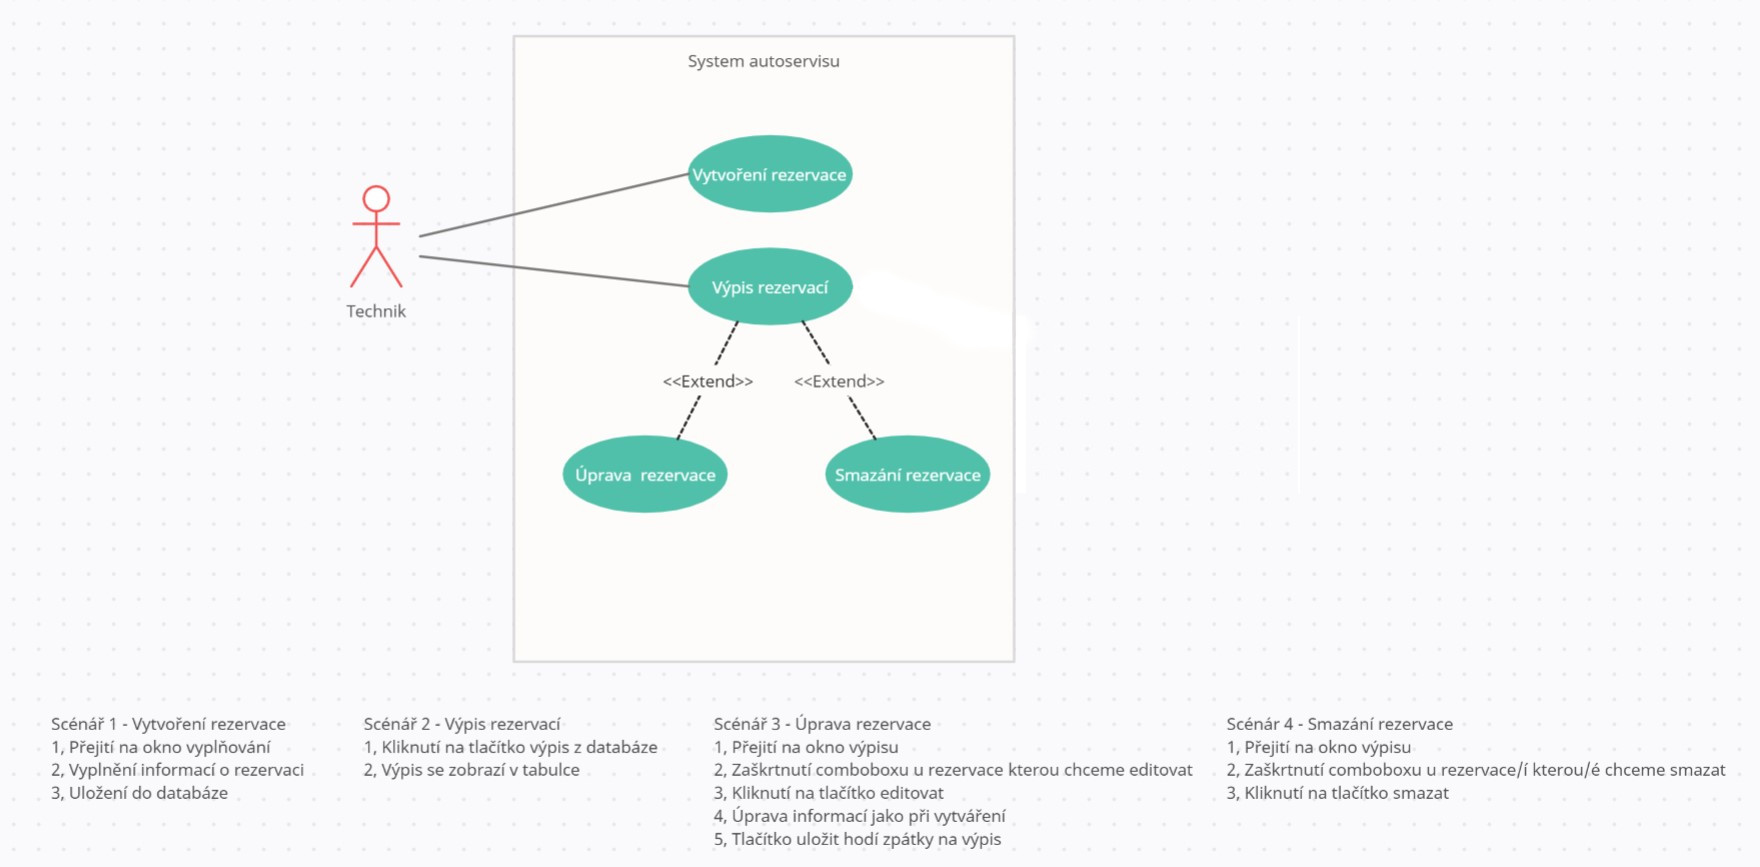 System autoservisu
Vytvoření rezervace
Výpis rezervací
Technik
<<Extend>> <<Extend>>
Úprava  rezervace
Smazání rezervace
Scénář 1 - Vytvoření rezervace
1, Přejití na okno vyplňování
2, Vyplnění informací o rezervaci
3, Uložení do databáze
Scénář 2 - Výpis rezervací
1, Kliknutí na tlačítko výpis z databáze
2, Výpis se zobrazí v tabulce
Scénář 3 - Úprava rezervace
1, Přejití na okno výpisu
2, Zaškrtnutí comboboxu u rezervace kterou chceme editovat
3, Kliknutí na tlačítko editovat
4, Úprava informací jako při vytváření
5, Tlačítko uložit hodí zpátky na výpis
Scénár 4 - Smazání rezervace
1, Přejití na okno výpisu
2, Zaškrtnutí comboboxu u rezervace/í kterou/é chceme smazat
3, Kliknutí na tlačítko smazat